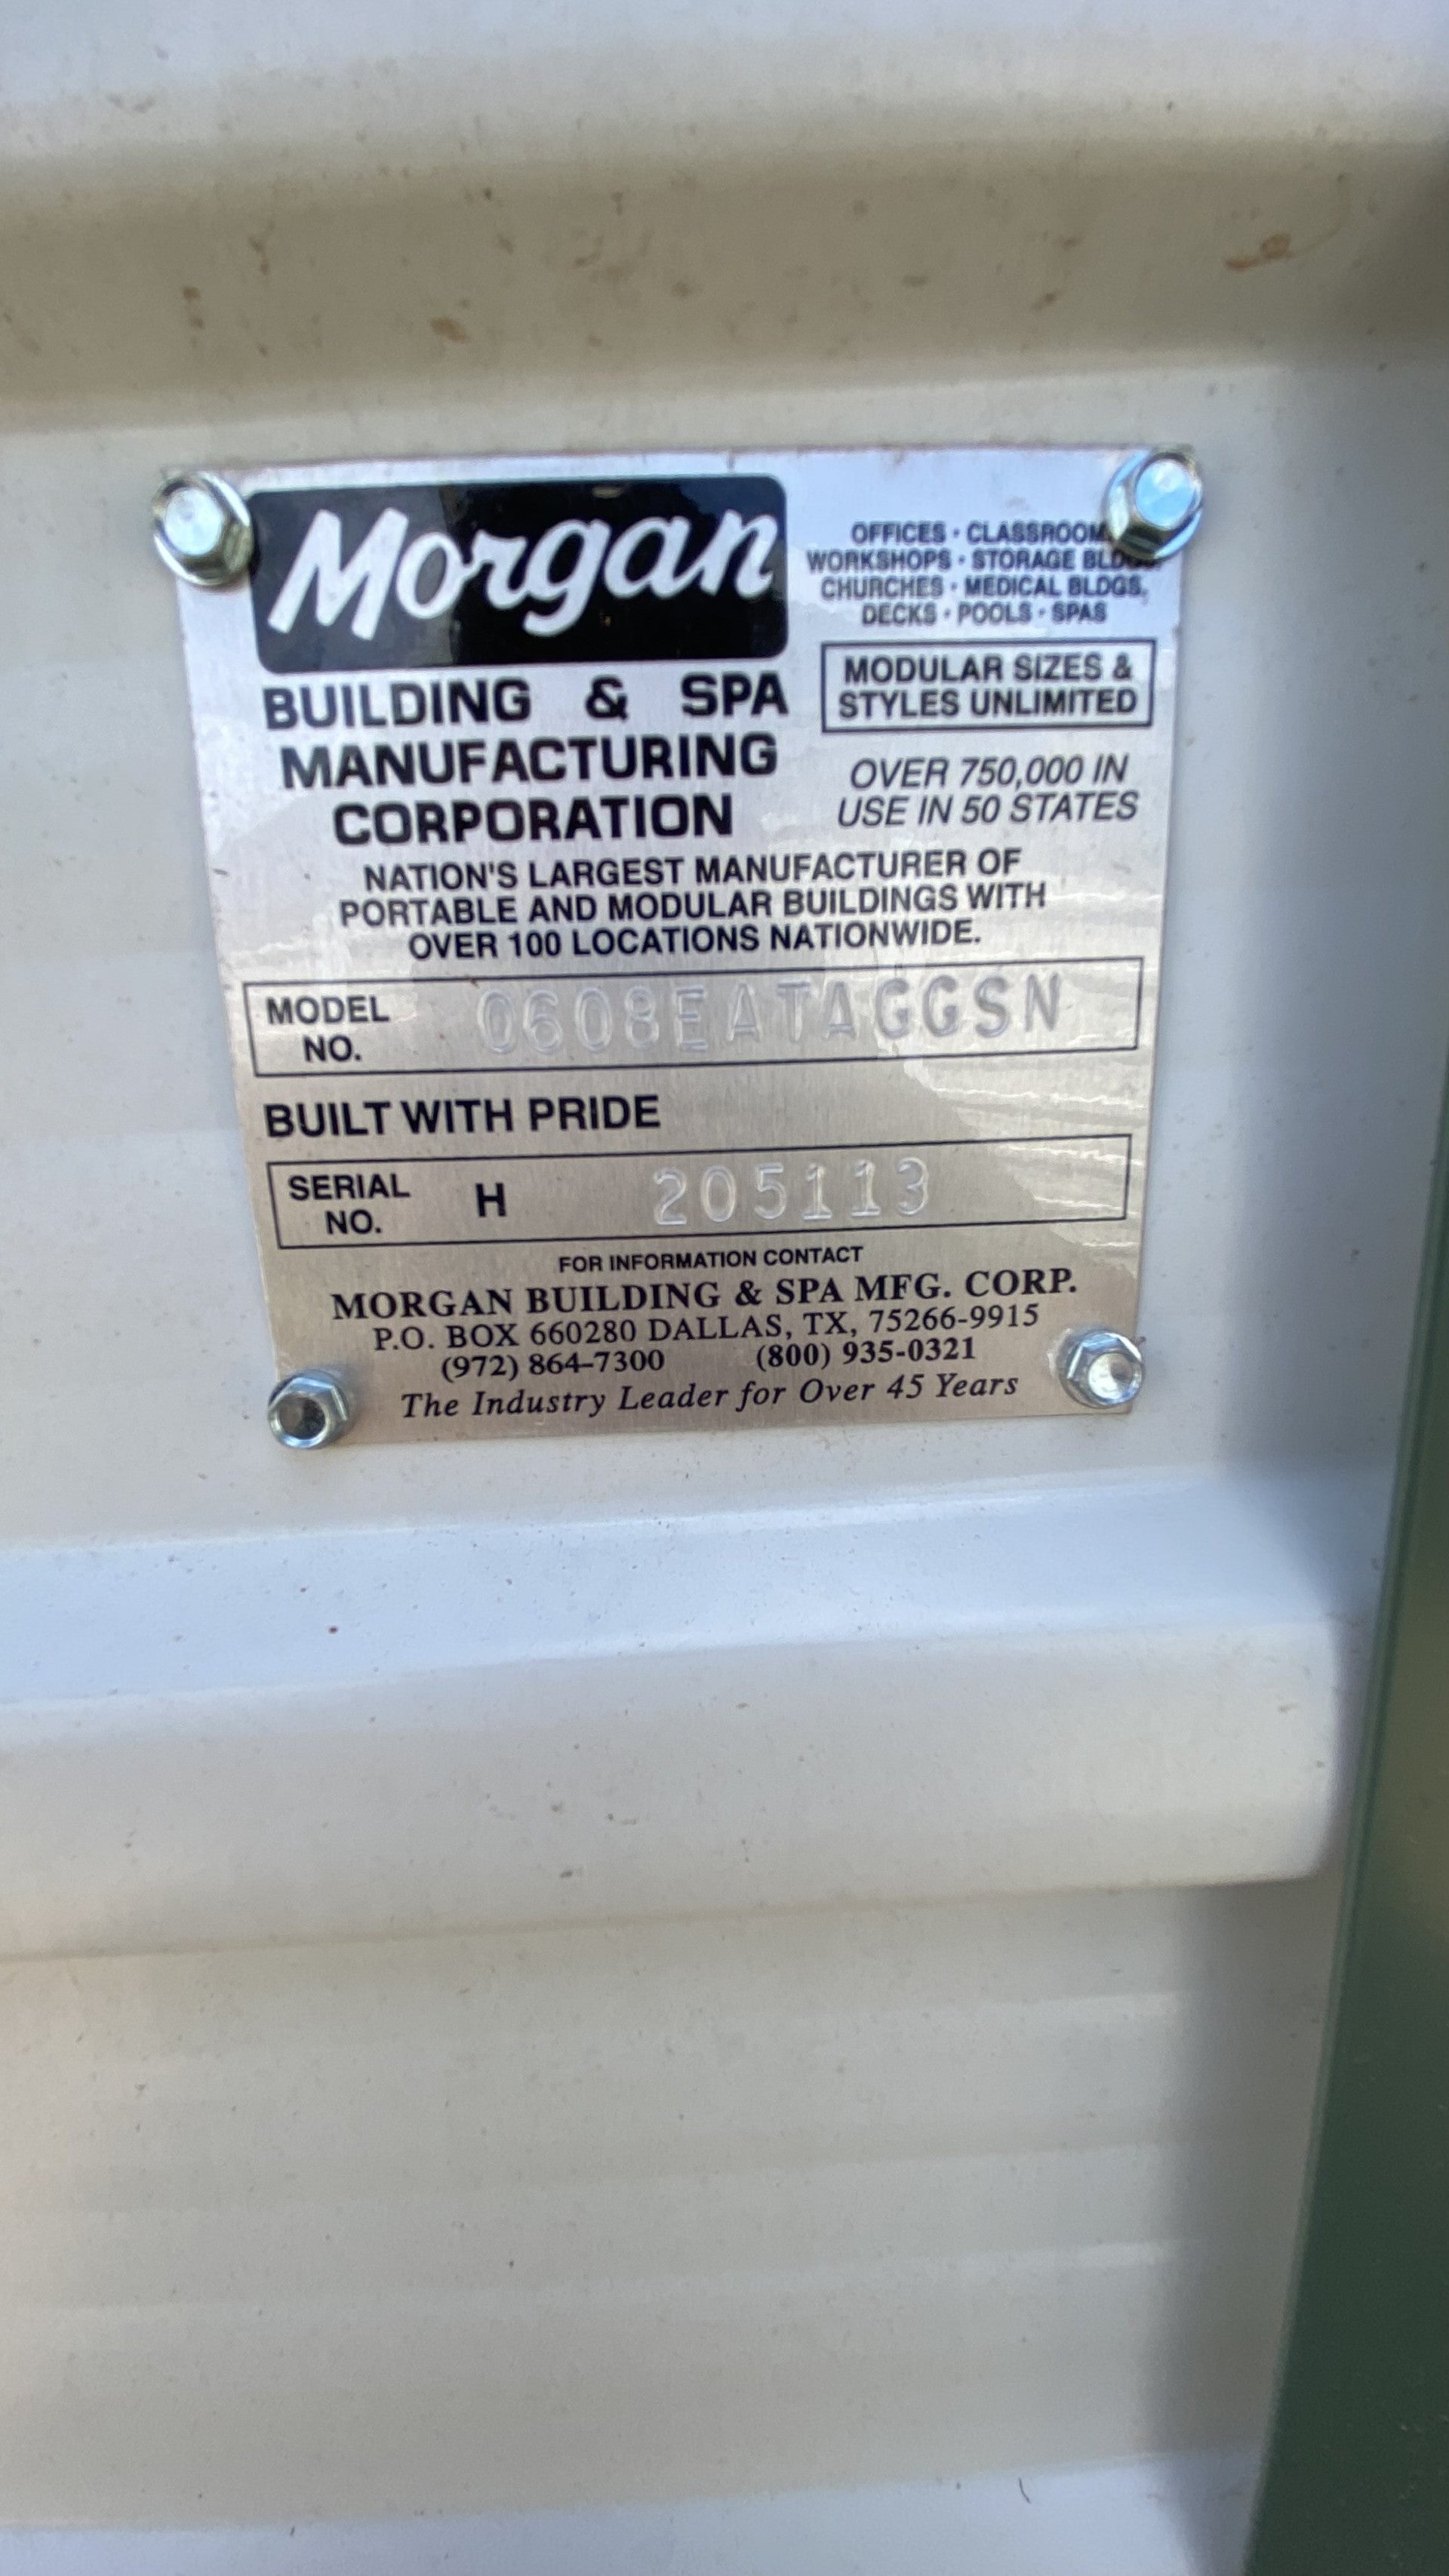 Morgan
BUILDING & SPA
MANUFACTURING
CORPORATION
OFFICES · CLASSROOM
WORKSHOPS · STORAGE
CHURCHES · MEDICAL BLDGS.
DECKS · POOLS · SPAS
MODULAR SIZES &
STYLES UNLIMITED
OVER 750,000 IN
USE IN 50 STATES
NATION'S LARGEST MANUFACTURER OF
PORTABLE AND MODULAR BUILDINGS WITH
OVER 100 LOCATIONS NATIONWIDE.
MODEL NO. 0608EATAGGSN
BUILT WITH PRIDE
SERIAL NO. H 205113
FOR INFORMATION CONTACT
MORGAN BUILDING & SPA MFG. CORP.
P.O. BOX 660280 DALLAS, TX, 75266-9915
(972) 864-7300 (800) 935-0321
The Industry Leader for Over 45 Years